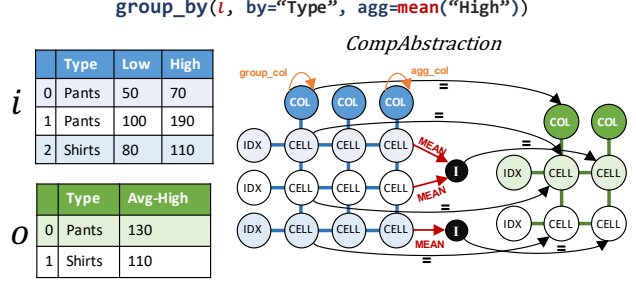 group_by(i, by=“Type”, agg=mean(“High”))
CompAbstraction
i
Type Low High
0 Pants 50 70
1 Pants 100 190
2 Shirts 80 110
o
Type Avg-High
0 Pants 130
1 Shirts 110
group_col agg_col
=
COL COL COL
COL COL
=
=
IDX CELL CELL CELL
MEAN
I
IDX CELL CELL
IDX CELL CELL CELL
MEAN
=
IDX CELL CELL CELL
MEAN
I
IDX CELL CELL
=
=